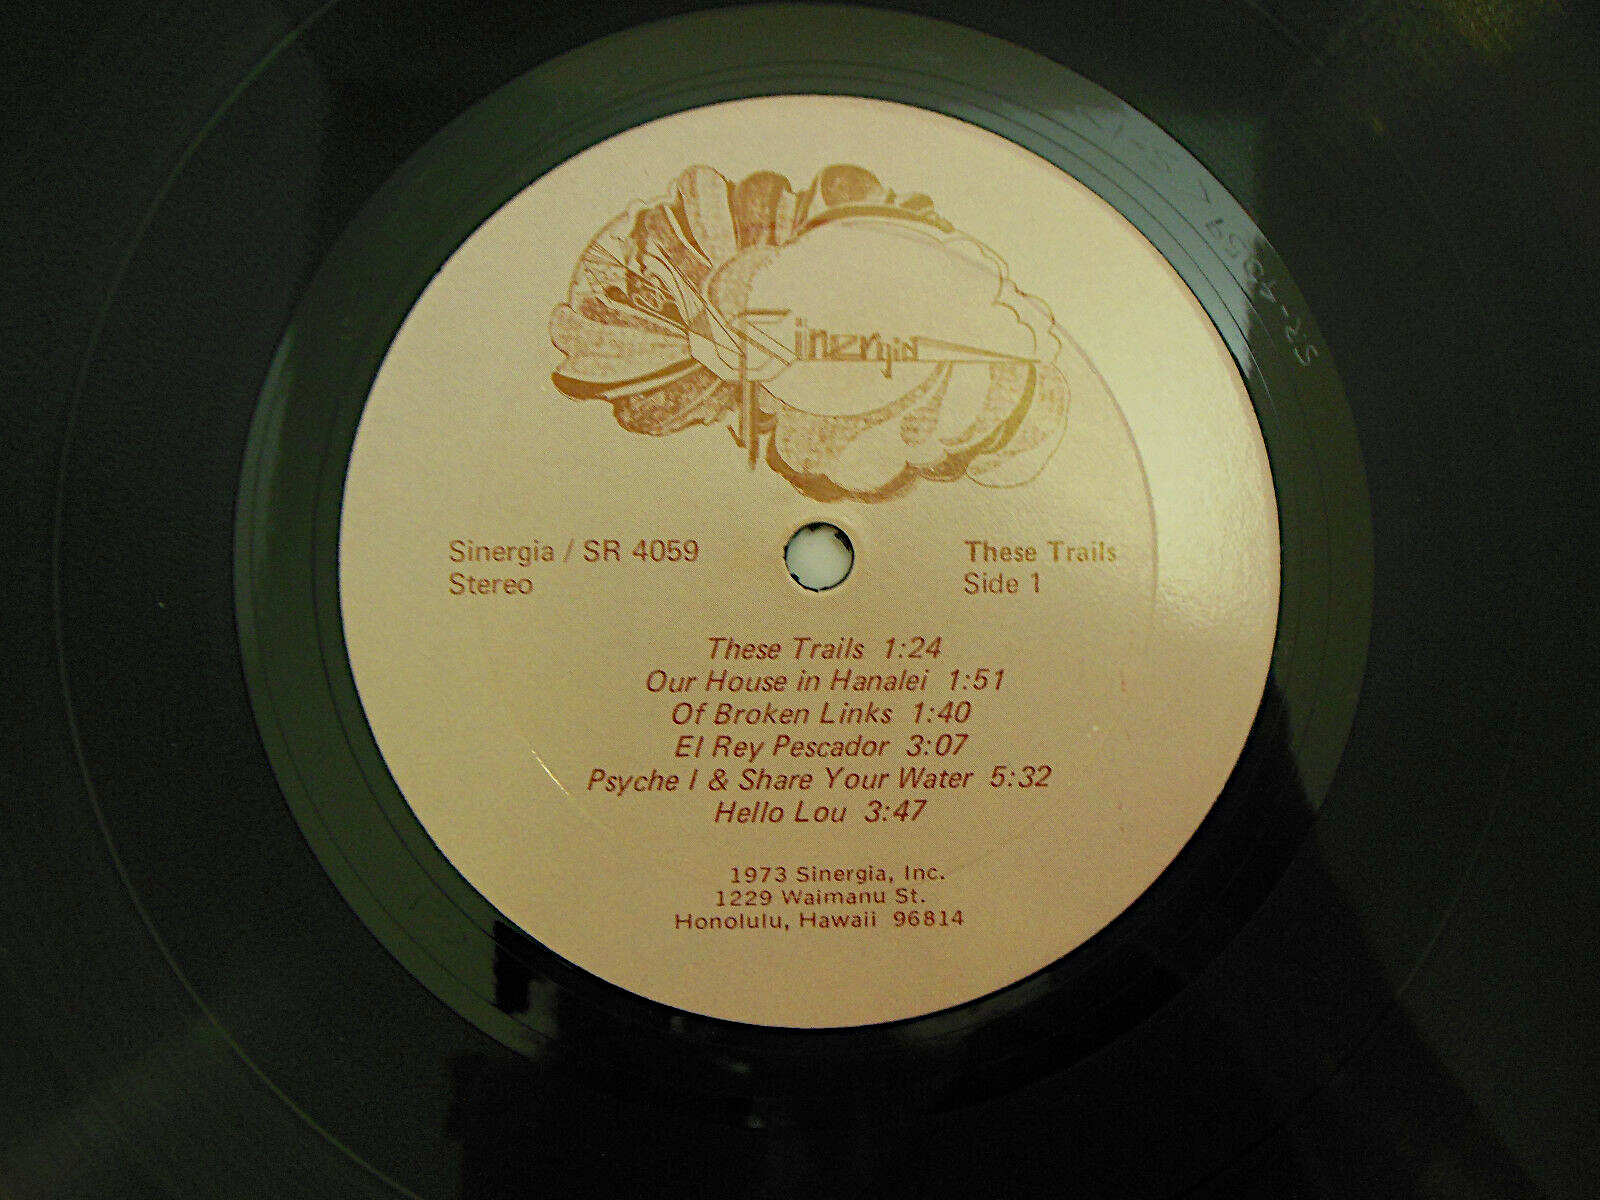 Sinergia
Sinergia / SR 4059
Stereo
These Trails
Side 1
These Trails 1:24
Our House in Hanalei 1:51
Of Broken Links 1:40
El Rey Pescador 3:07
Psyche I & Share Your Water 5:32
Hello Lou 3:47
1973 Sinergia, Inc.
1229 Waimanu St.
Honolulu, Hawaii 96814
SR-4059